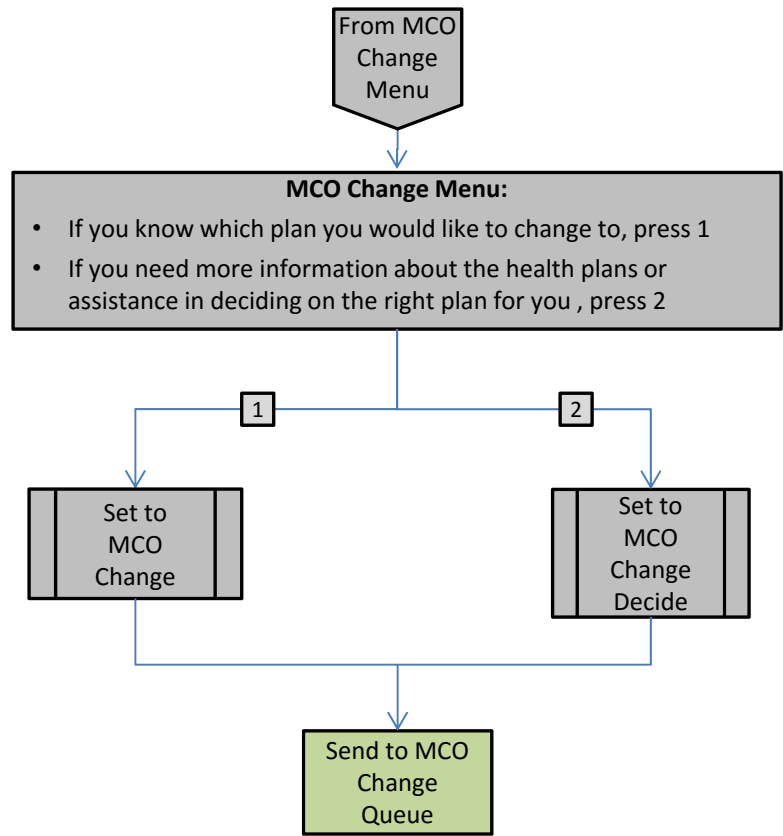 From MCO
Change
Menu
MCO Change Menu:
• If you know which plan you would like to change to, press 1
• If you need more information about the health plans or
assistance in deciding on the right plan for you , press 2
1
2
Set to
MCO
Change
Set to
MCO
Change
Decide
Send to MCO
Change
Queue